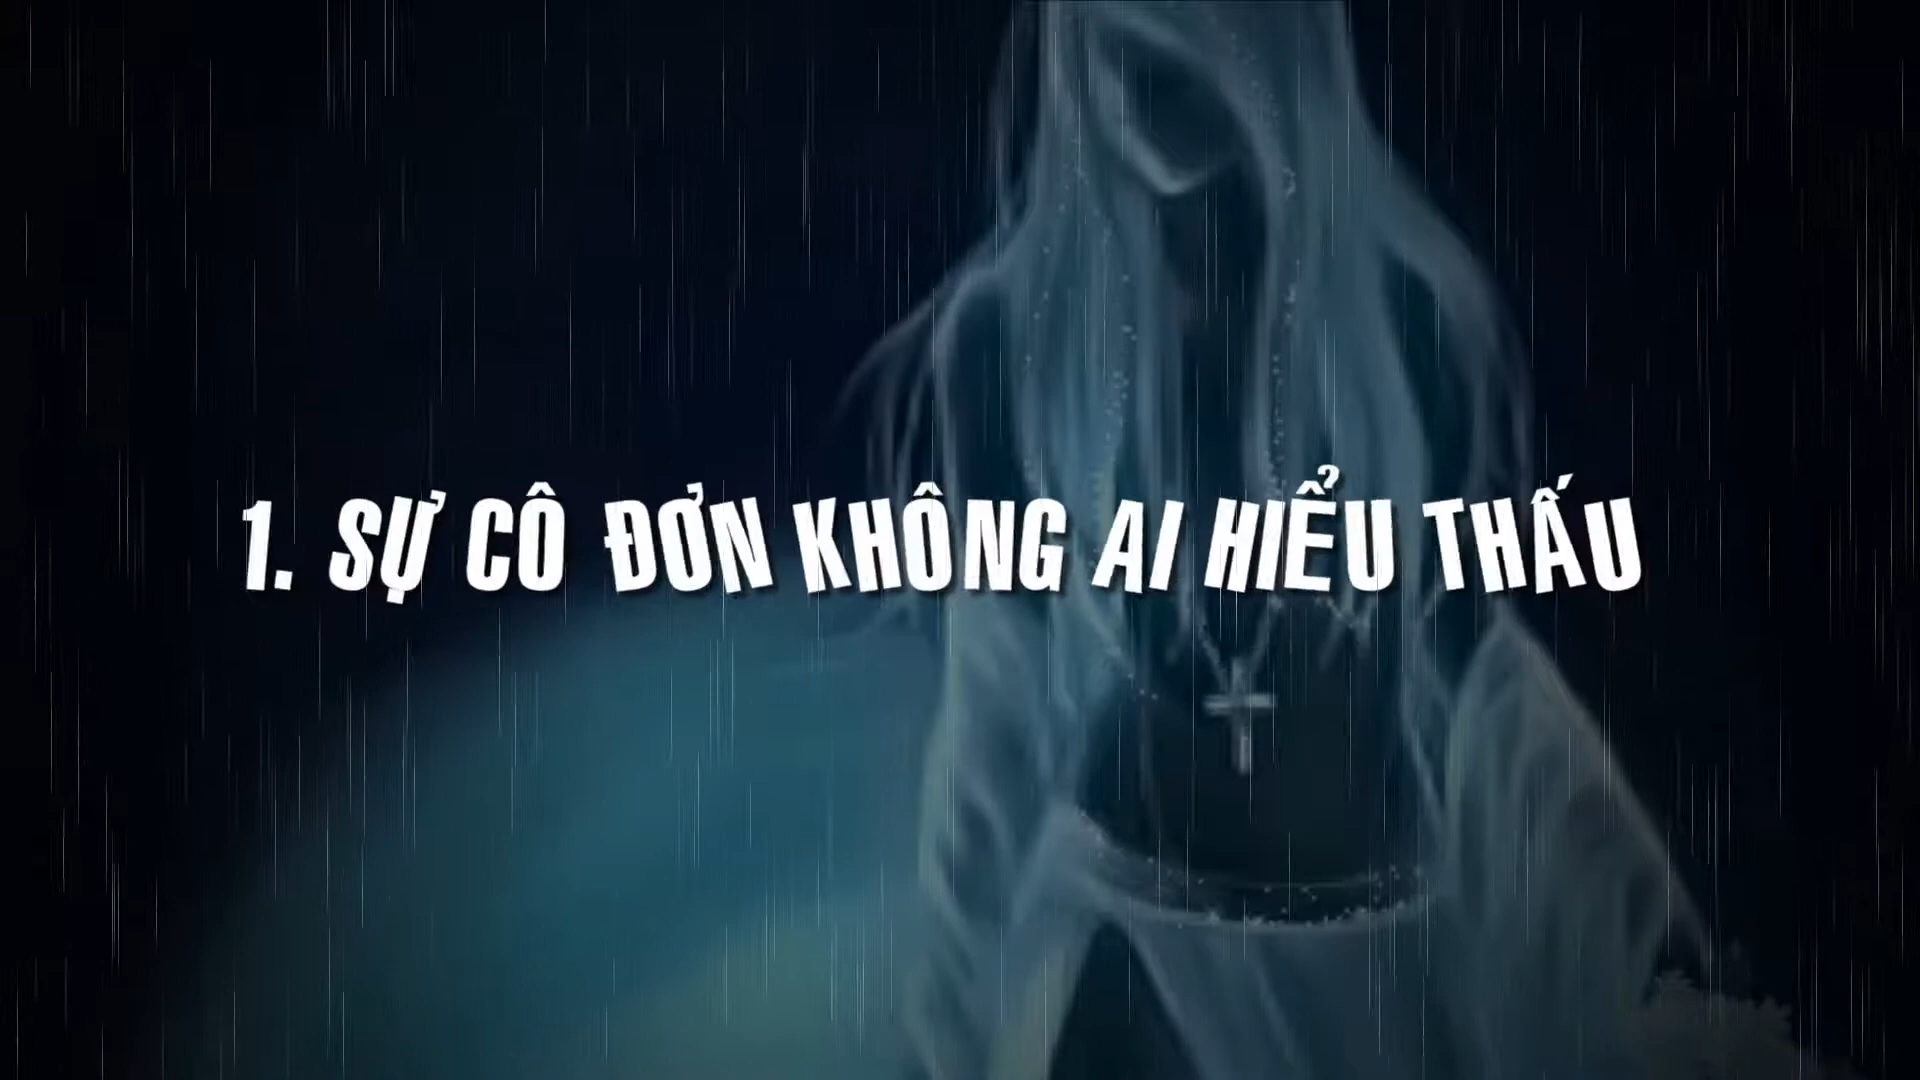 1. SỰ CÔ ĐƠN KHÔNG AI HIỂU THẤU